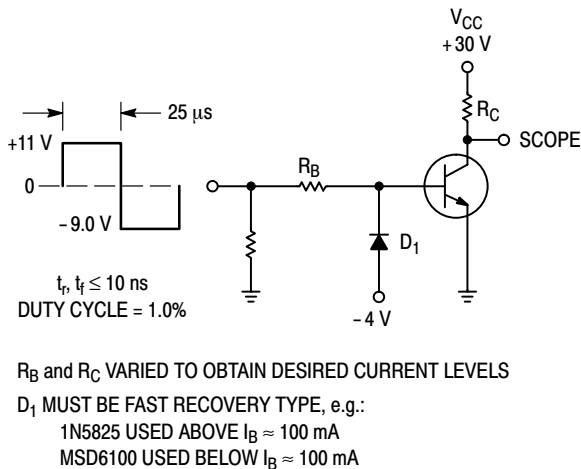 V_CC
+30 V
25 μs
R_C
+11 V
SCOPE
R_B
0
-9.0 V
D_1
t_r, t_f ≤ 10 ns
DUTY CYCLE = 1.0%
-4 V
R_B and R_C VARIED TO OBTAIN DESIRED CURRENT LEVELS
D_1 MUST BE FAST RECOVERY TYPE, e.g.:
1N5825 USED ABOVE I_B ≈ 100 mA
MSD6100 USED BELOW I_B ≈ 100 mA